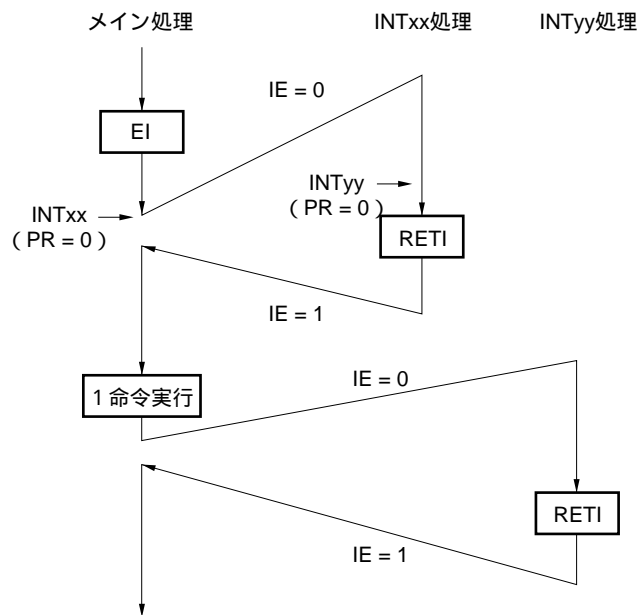 メイン処理 INTxx処理 INTyy処理
IE = 0
EI
INTyy
( PR = 0 )
INTxx
( PR = 0 )
RETI
IE = 1
IE = 0
1 命令実行
RETI
IE = 1